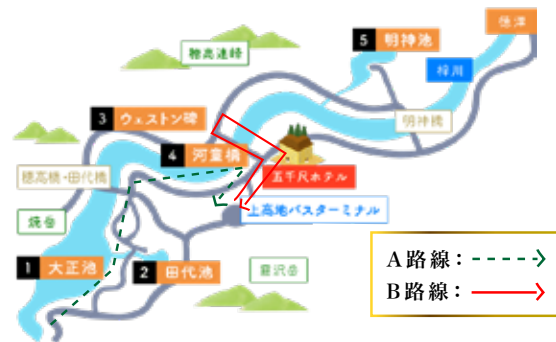 徳澤
5 明神池
穂高連峰
梓川
3 ウェストン碑
明神橋
4 河童橋
穂高橋・田代橋
五千尺ホテル
上高地バスターミナル
焼岳
1 大正池
2 田代池
霞沢岳
A路線：
B路線：